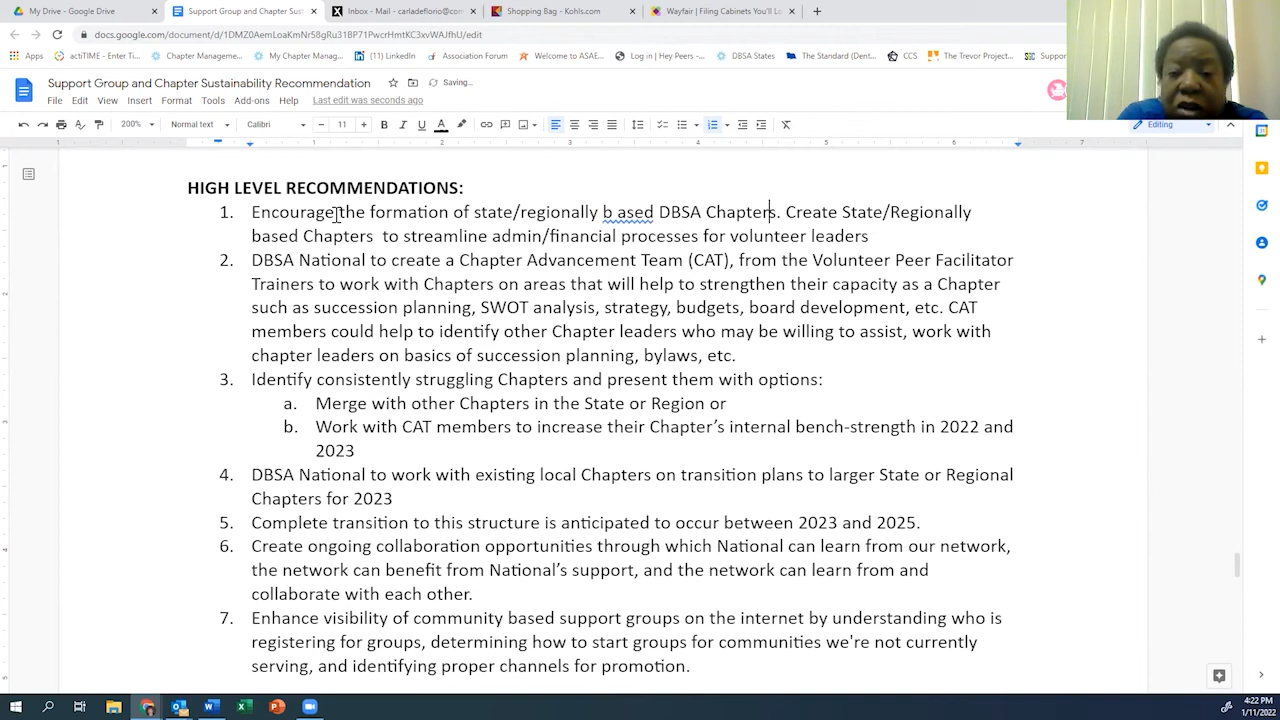 My Drive - Google Drive
Support Group and Chapter Sust
Inbox - Mail - carladeflorio@com
Shopping Bag - Kohls.com
Wayfair | Filing Cabinets You'll Lo
docs.google.com/document/d/1DMZ0AemLoaKmNr58gRu318P71PwcrHmtKC3xvWAJfhU/edit
Apps
actiTIME - Enter Ti...
Chapter Manageme...
My Chapter Manag...
(11) LinkedIn
Association Forum
Welcome to ASAE...
Log in | Hey Peers -...
DBSA States
The Standard (Dent...
CCS
The Trevor Project...
Suppo
Support Group and Chapter Sustainability Recommendation
Saving...
File Edit View Insert Format Tools Add-ons Help Last edit was seconds ago
200% Normal text Calibri 11 B I U A Editing
1 2 3 4 5 6 7
HIGH LEVEL RECOMMENDATIONS:
1. Encourage the formation of state/regionally b ased DBSA Chapters. Create State/Regionally
based Chapters to streamline admin/financial processes for volunteer leaders
2. DBSA National to create a Chapter Advancement Team (CAT), from the Volunteer Peer Facilitator
Trainers to work with Chapters on areas that will help to strengthen their capacity as a Chapter
such as succession planning, SWOT analysis, strategy, budgets, board development, etc. CAT
members could help to identify other Chapter leaders who may be willing to assist, work with
chapter leaders on basics of succession planning, bylaws, etc.
3. Identify consistently struggling Chapters and present them with options:
a. Merge with other Chapters in the State or Region or
b. Work with CAT members to increase their Chapter’s internal bench-strength in 2022 and
2023
4. DBSA National to work with existing local Chapters on transition plans to larger State or Regional
Chapters for 2023
5. Complete transition to this structure is anticipated to occur between 2023 and 2025.
6. Create ongoing collaboration opportunities through which National can learn from our network,
the network can benefit from National’s support, and the network can learn from and
collaborate with each other.
7. Enhance visibility of community based support groups on the internet by understanding who is
registering for groups, determining how to start groups for communities we're not currently
serving, and identifying proper channels for promotion.
4:22 PM
1/11/2022